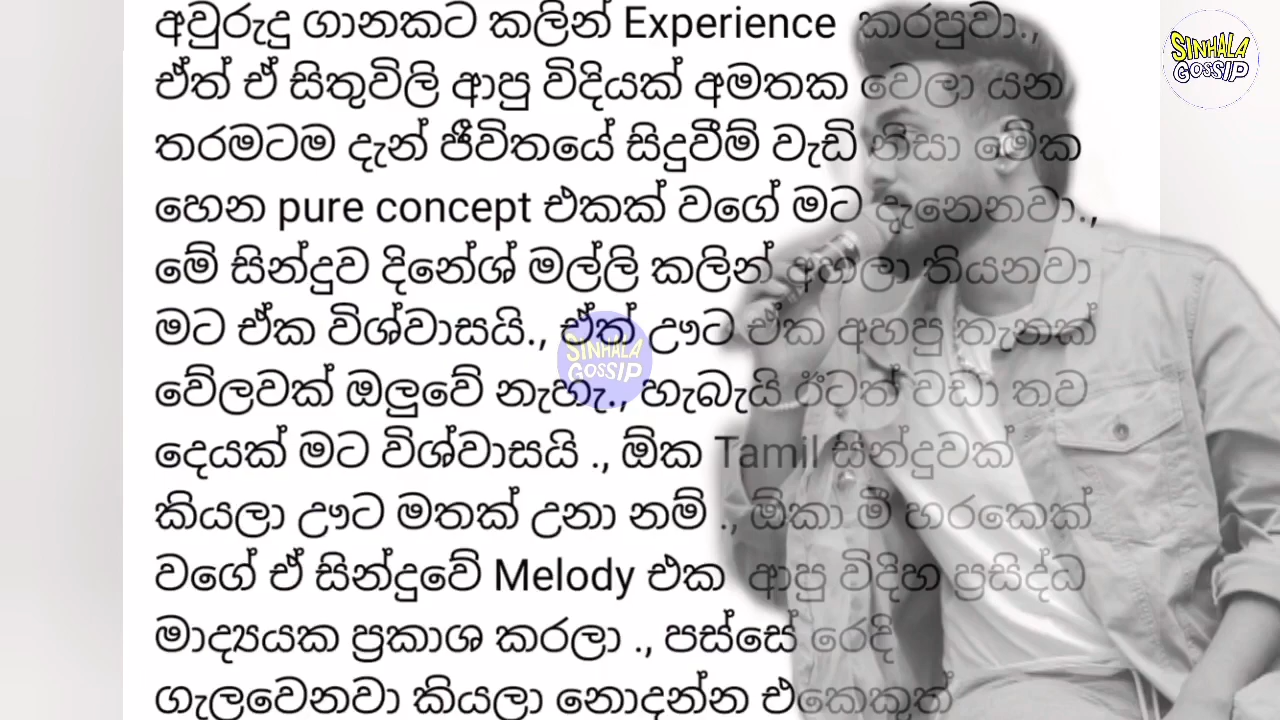 අවුරුදු ගානකට කලින් Experience කරපුවා.,
ඒත් ඒ සිතුවිලි ආපු විදියක් අමතක වෙලා යන
තරමටම දැන් ජීවිතයේ සිදුවීම් වැඩි නිසා මේක
හෙන pure concept එකක් වගේ මට දැනෙනවා.,
මේ සින්දුව දිනේශ් මල්ලි කලින් අහලා තියනවා
මට ඒක විශ්වාසයි., ඒක් ඌට ඒක අහපු තැනක්
වේලවක් ඔලුවේ නැහැ., හැබැයි ඊටත් වඩා තව
දෙයක් මට විශ්වාසයි ., ඕක Tamil සින්දුවක්
කියලා ඌට මතක් උනා නම් ., ඕකා මී හරකෙක්
වගේ ඒ සින්දුවේ Melody එක ආපු විදිහ ප්‍රසිද්ධ
මාද්‍යයක ප්‍රකාශ කරලා ., පස්සේ රෙදි
ගැලවෙනවා කියලා නොදන්න එකෙකුත්
SINHALA
GOSSIP
SINHALA
GOSSIP